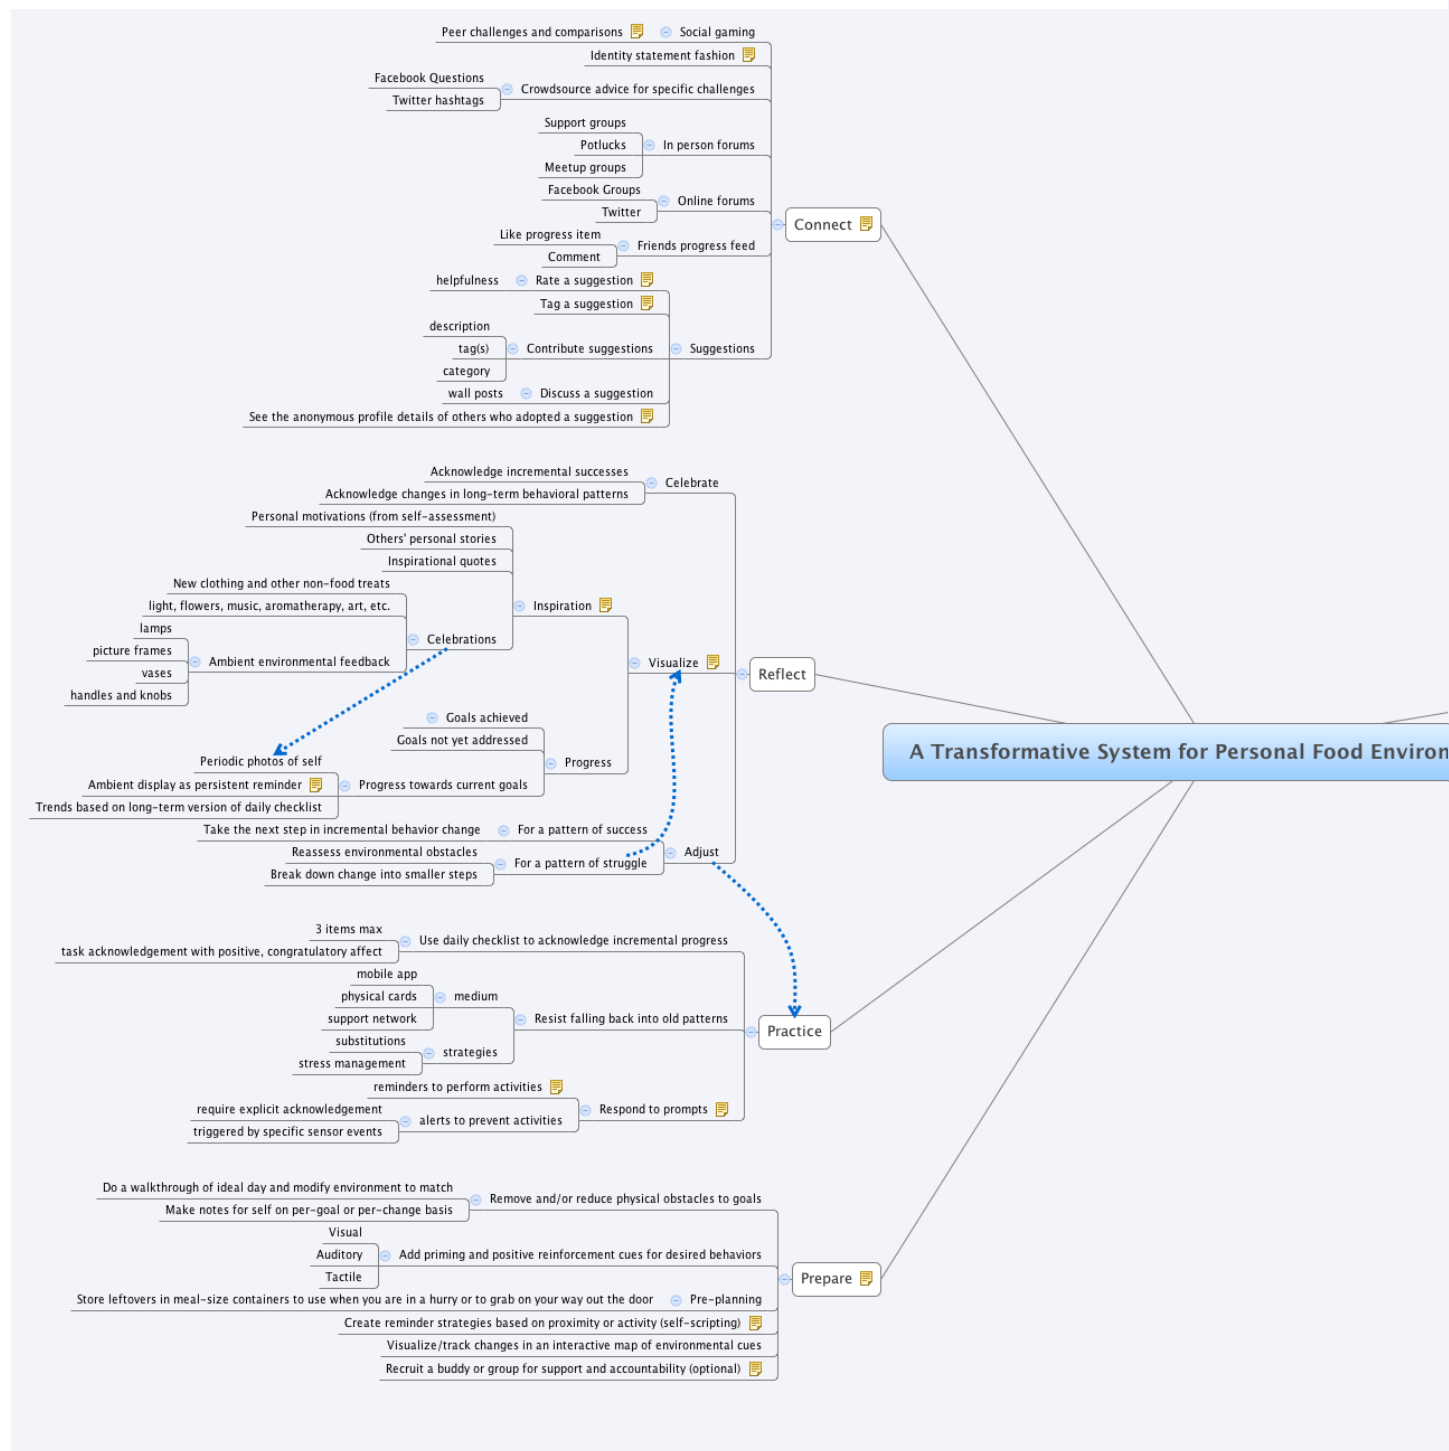 Peer challenges and comparisons
Social gaming
Identity statement fashion
Facebook Questions
Twitter hashtags
Crowdsource advice for specific challenges
Support groups
Potlucks
Meetup groups
In person forums
Facebook Groups
Twitter
Online forums
Like progress item
Comment
Friends progress feed
Connect
helpfulness
Rate a suggestion
Tag a suggestion
description
tag(s)
category
Contribute suggestions
Suggestions
wall posts
Discuss a suggestion
See the anonymous profile details of others who adopted a suggestion
Acknowledge incremental successes
Acknowledge changes in long-term behavioral patterns
Celebrate
Personal motivations (from self-assessment)
Others' personal stories
Inspirational quotes
New clothing and other non-food treats
light, flowers, music, aromatherapy, art, etc.
Inspiration
lamps
picture frames
vases
handles and knobs
Ambient environmental feedback
Celebrations
Visualize
Reflect
Goals achieved
Goals not yet addressed
Progress
Periodic photos of self
Ambient display as persistent reminder
Trends based on long-term version of daily checklist
Progress towards current goals
A Transformative System for Personal Food Environ
Take the next step in incremental behavior change
For a pattern of success
Reassess environmental obstacles
Break down change into smaller steps
For a pattern of struggle
Adjust
3 items max
task acknowledgement with positive, congratulatory affect
Use daily checklist to acknowledge incremental progress
mobile app
physical cards
support network
medium
Resist falling back into old patterns
substitutions
stress management
strategies
Practice
reminders to perform activities
require explicit acknowledgement
triggered by specific sensor events
alerts to prevent activities
Respond to prompts
Do a walkthrough of ideal day and modify environment to match
Make notes for self on per-goal or per-change basis
Remove and/or reduce physical obstacles to goals
Visual
Auditory
Tactile
Add priming and positive reinforcement cues for desired behaviors
Prepare
Store leftovers in meal-size containers to use when you are in a hurry or to grab on your way out the door
Pre-planning
Create reminder strategies based on proximity or activity (self-scripting)
Visualize/track changes in an interactive map of environmental cues
Recruit a buddy or group for support and accountability (optional)